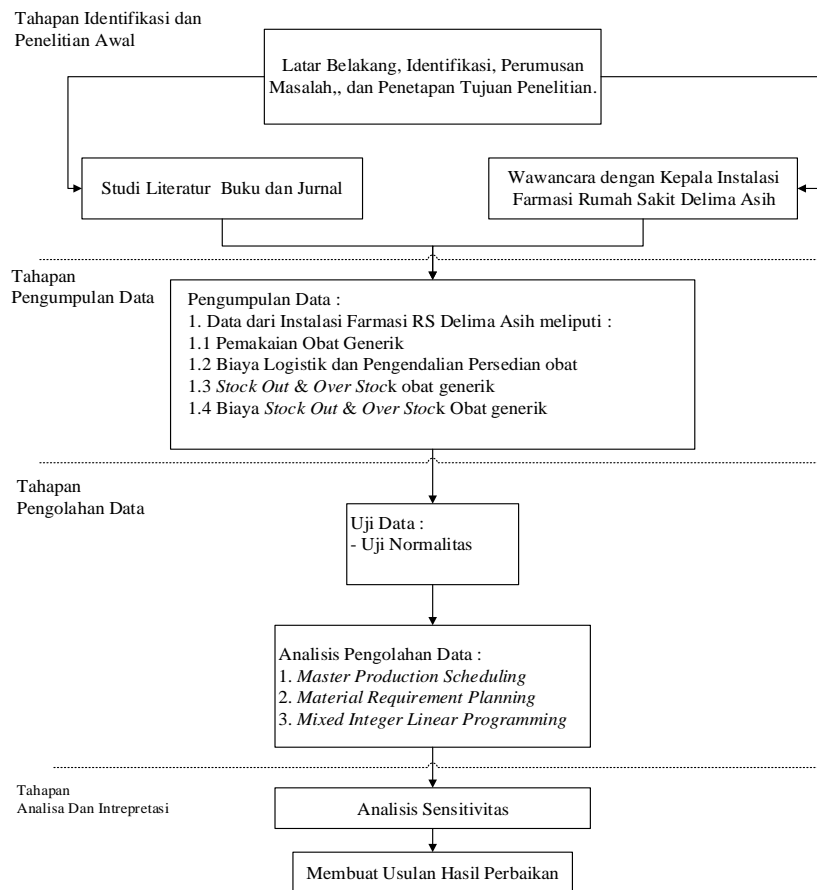 Tahapan Identifikasi dan
Penelitian Awal
Latar Belakang, Identifikasi, Perumusan
Masalah,, dan Penetapan Tujuan Penelitian.
Studi Literatur Buku dan Jurnal
Wawancara dengan Kepala Instalasi
Farmasi Rumah Sakit Delima Asih
Tahapan
Pengumpulan Data
Pengumpulan Data :
1. Data dari Instalasi Farmasi RS Delima Asih meliputi :
1.1 Pemakaian Obat Generik
1.2 Biaya Logistik dan Pengendalian Persedian obat
1.3 Stock Out & Over Stock obat generik
1.4 Biaya Stock Out & Over Stock Obat generik
Tahapan
Pengolahan Data
Uji Data :
- Uji Normalitas
Analisis Pengolahan Data :
1. Master Production Scheduling
2. Material Requirement Planning
3. Mixed Integer Linear Programming
Tahapan
Analisa Dan Intrepretasi
Analisis Sensitivitas
Membuat Usulan Hasil Perbaikan